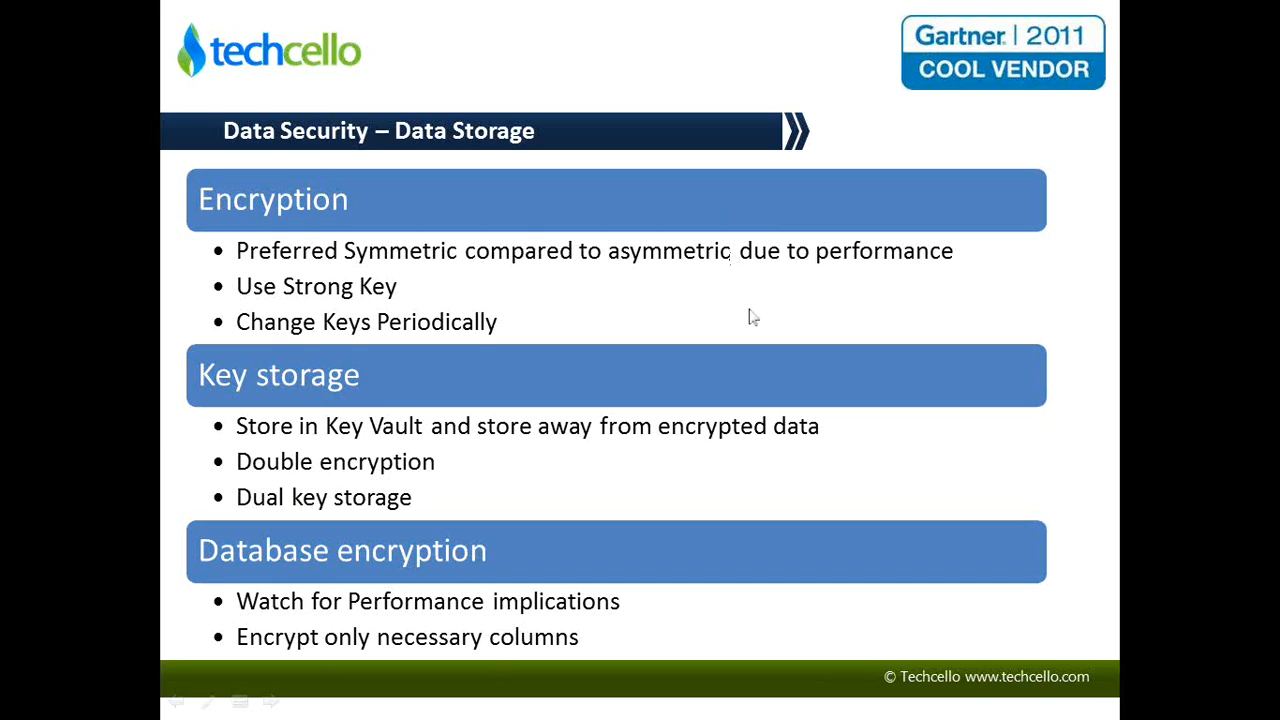 techcello
Gartner. | 2011
COOL VENDOR
Data Security – Data Storage
Encryption
• Preferred Symmetric compared to asymmetric due to performance
• Use Strong Key
• Change Keys Periodically
Key storage
• Store in Key Vault and store away from encrypted data
• Double encryption
• Dual key storage
Database encryption
• Watch for Performance implications
• Encrypt only necessary columns
© Techcello www.techcello.com